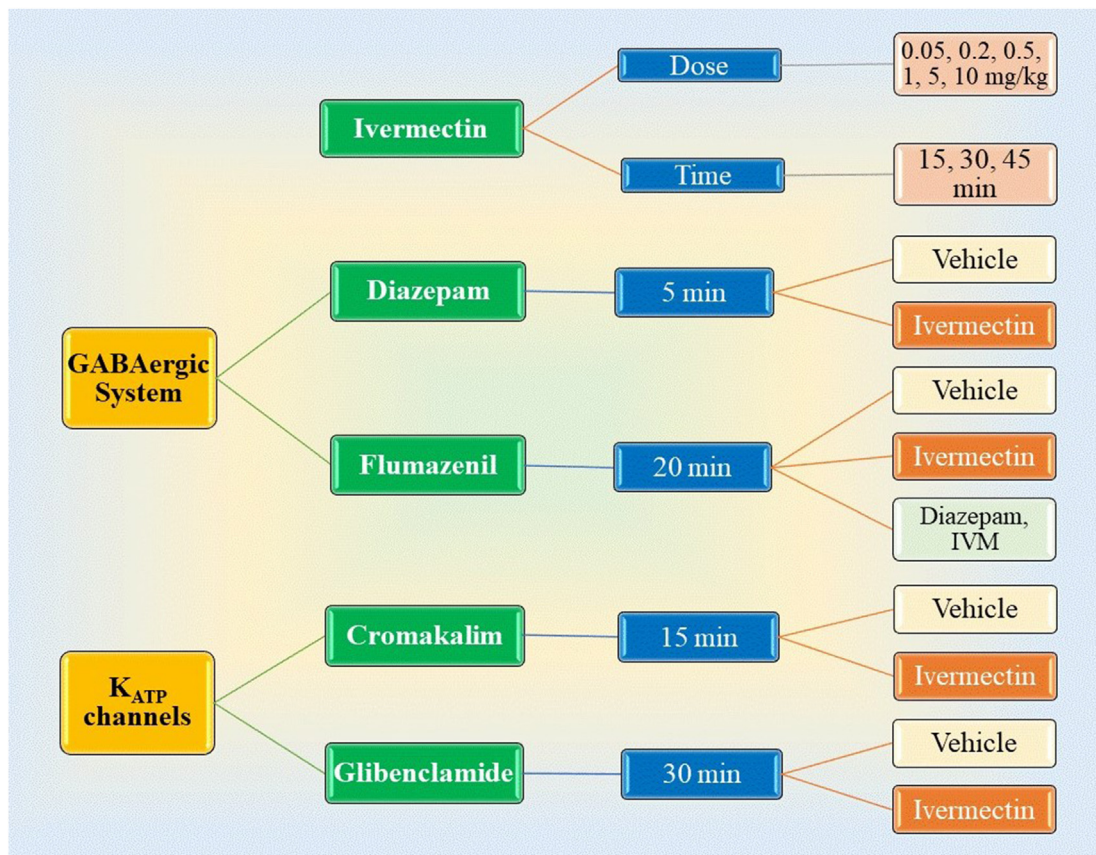 Ivermectin
Dose
0.05, 0.2, 0.5,
1, 5, 10 mg/kg
Time
15, 30, 45
min
GABAergic
System
Diazepam
5 min
Vehicle
Ivermectin
Flumazenil
20 min
Vehicle
Ivermectin
Diazepam,
IVM
K_ATP
channels
Cromakalim
15 min
Vehicle
Ivermectin
Glibenclamide
30 min
Vehicle
Ivermectin